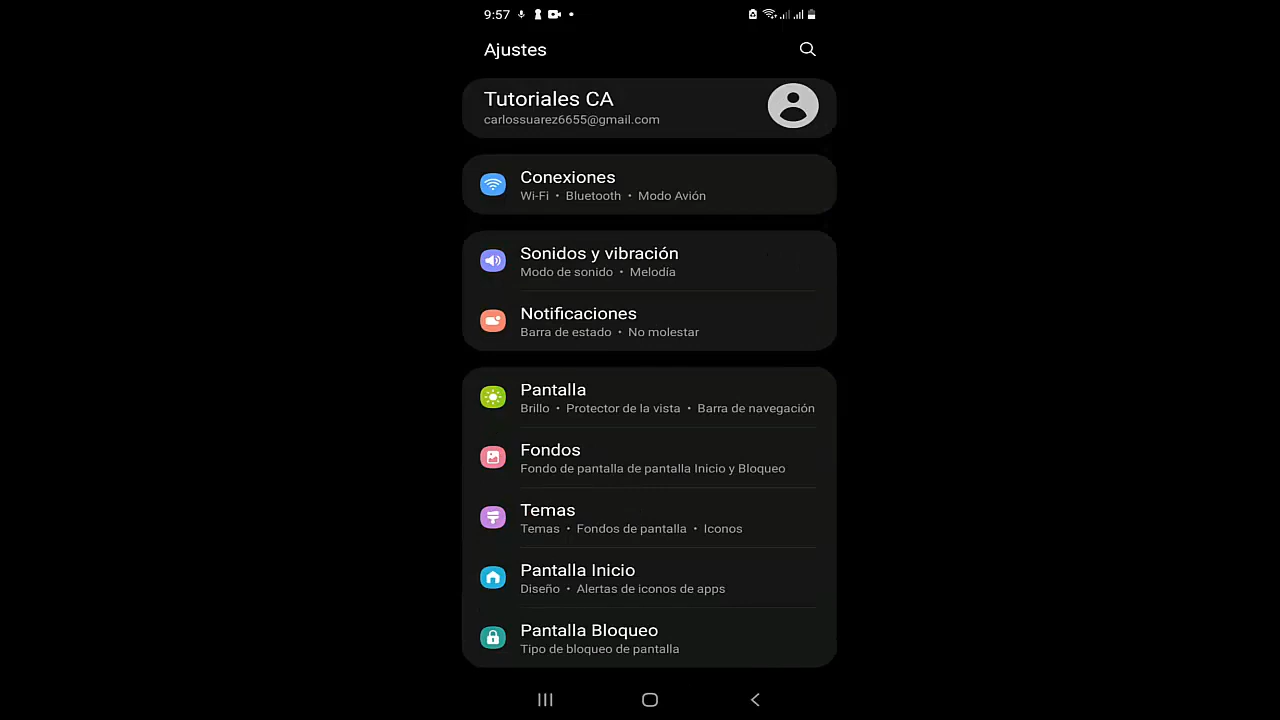 9:57
Ajustes
Tutoriales CA
carlossuarez6655@gmail.com
Conexiones
Wi-Fi • Bluetooth • Modo Avión
Sonidos y vibración
Modo de sonido • Melodía
Notificaciones
Barra de estado • No molestar
Pantalla
Brillo • Protector de la vista • Barra de navegación
Fondos
Fondo de pantalla de pantalla Inicio y Bloqueo
Temas
Temas • Fondos de pantalla • Iconos
Pantalla Inicio
Diseño • Alertas de iconos de apps
Pantalla Bloqueo
Tipo de bloqueo de pantalla